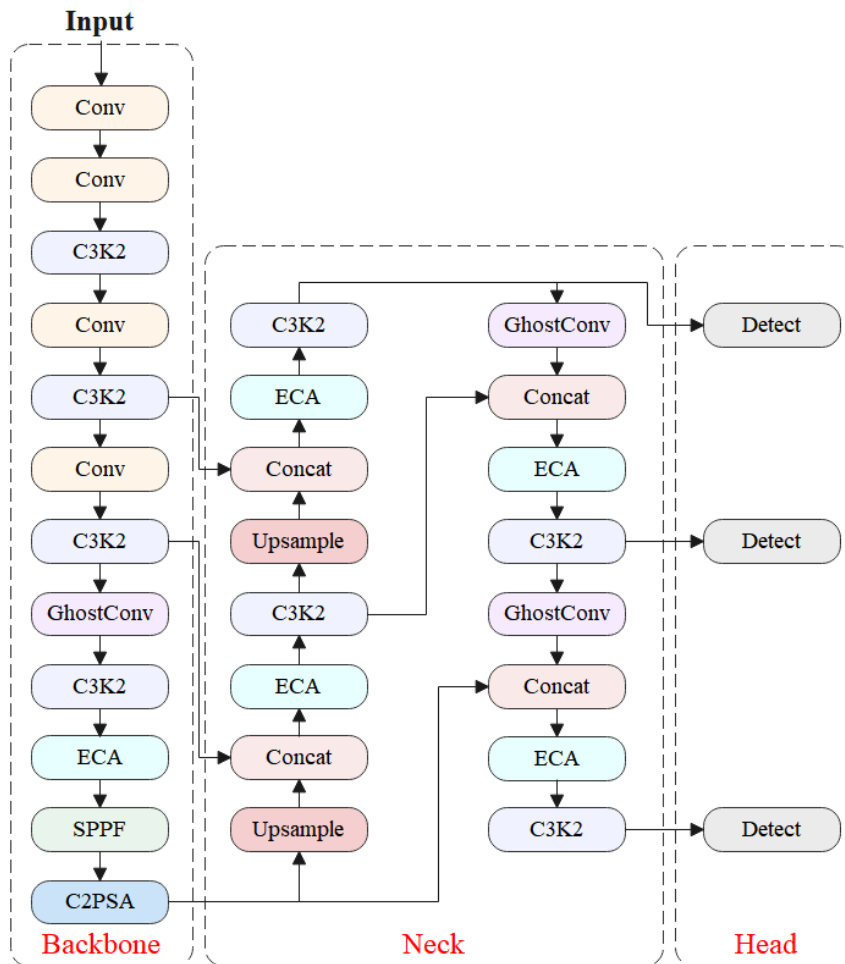 Input
Conv
Conv
C3K2
Conv
C3K2
Conv
C3K2
GhostConv
C3K2
ECA
SPPF
C2PSA
Backbone
C3K2
ECA
Concat
Upsample
C3K2
ECA
Concat
Upsample
GhostConv
Concat
ECA
C3K2
GhostConv
Concat
ECA
C3K2
Neck
Detect
Detect
Detect
Head